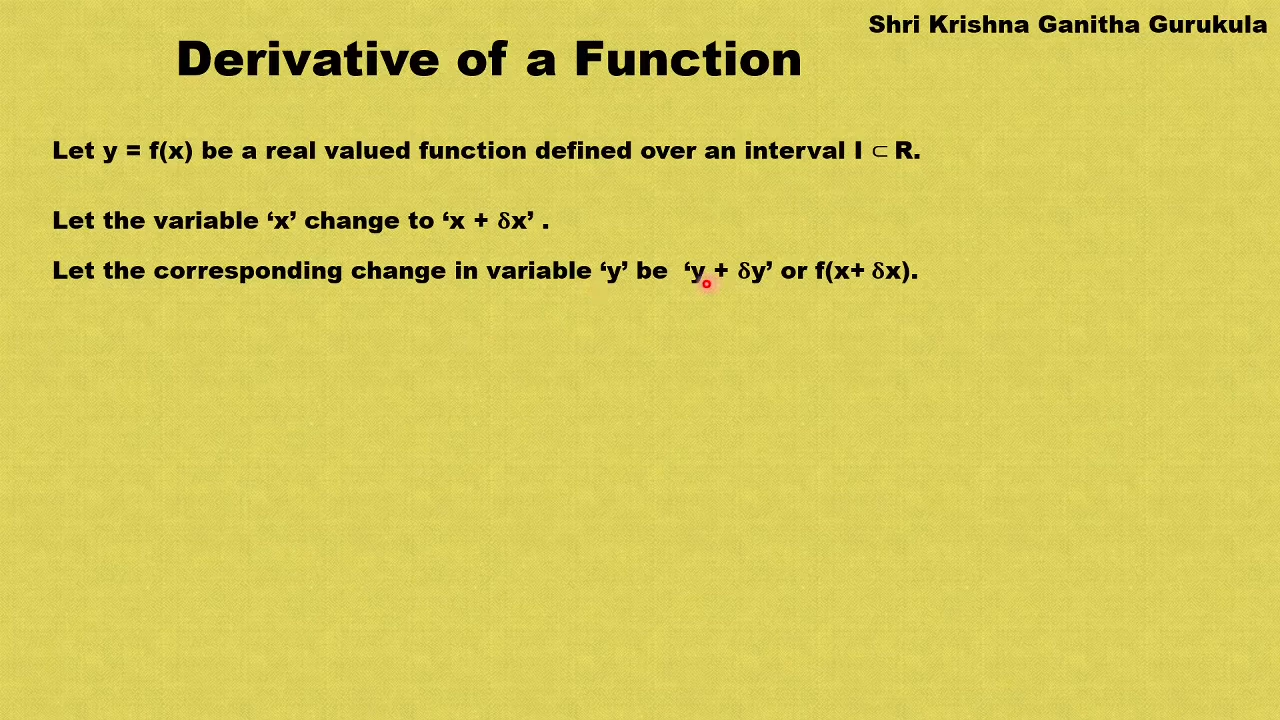 Shri Krishna Ganitha Gurukula
Derivative of a Function
Let y = f(x) be a real valued function defined over an interval I ⊂ R.
Let the variable ‘x’ change to ‘x + δx’ .
Let the corresponding change in variable ‘y’ be ‘y + δy’ or f(x+ δx).